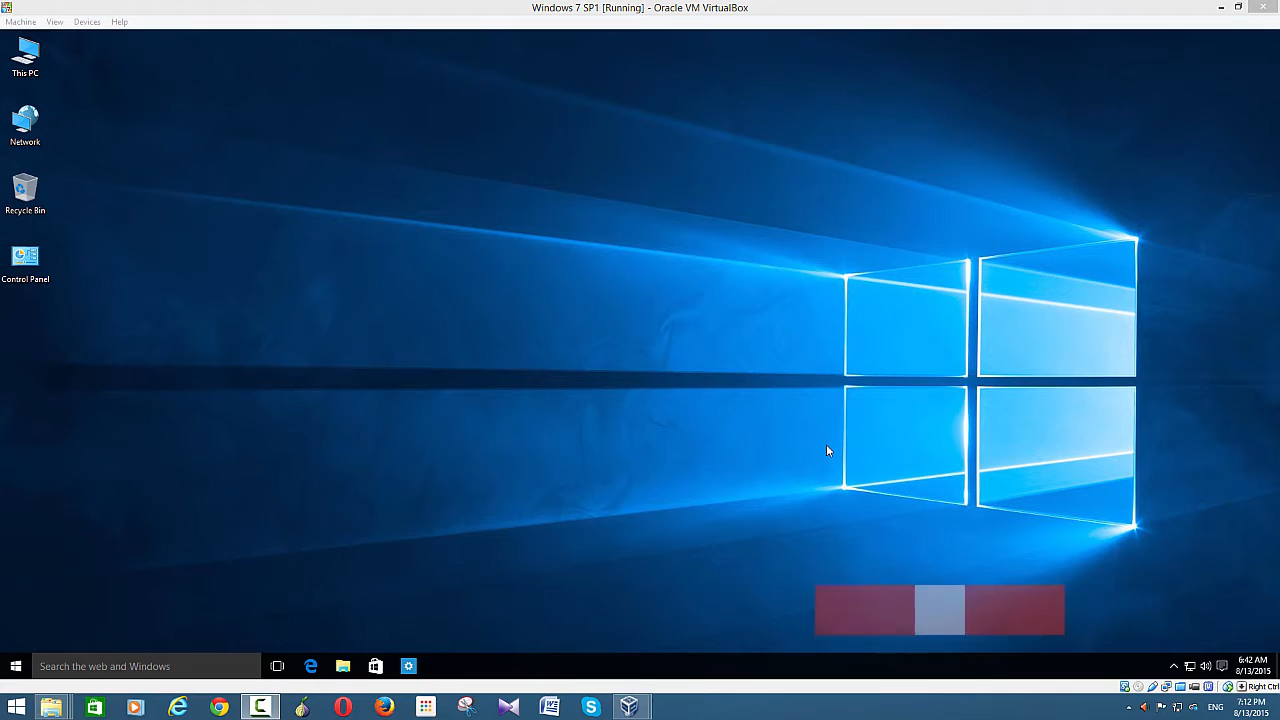 Windows 7 SP1 [Running] - Oracle VM VirtualBox
Machine View Devices Help
This PC
Network
Recycle Bin
Control Panel
Search the web and Windows
6:42 AM
8/13/2015
Right Ctrl
ENG
7:12 PM
8/13/2015